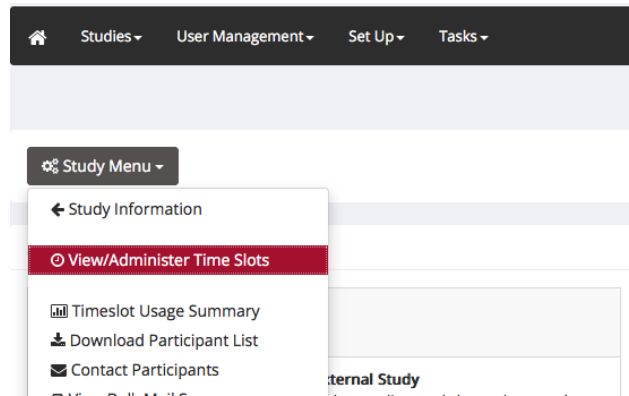 Studies User Management Set Up Tasks
Study Menu
Study Information
View/Administer Time Slots
Timeslot Usage Summary
Download Participant List
Contact Participants
ternal Study